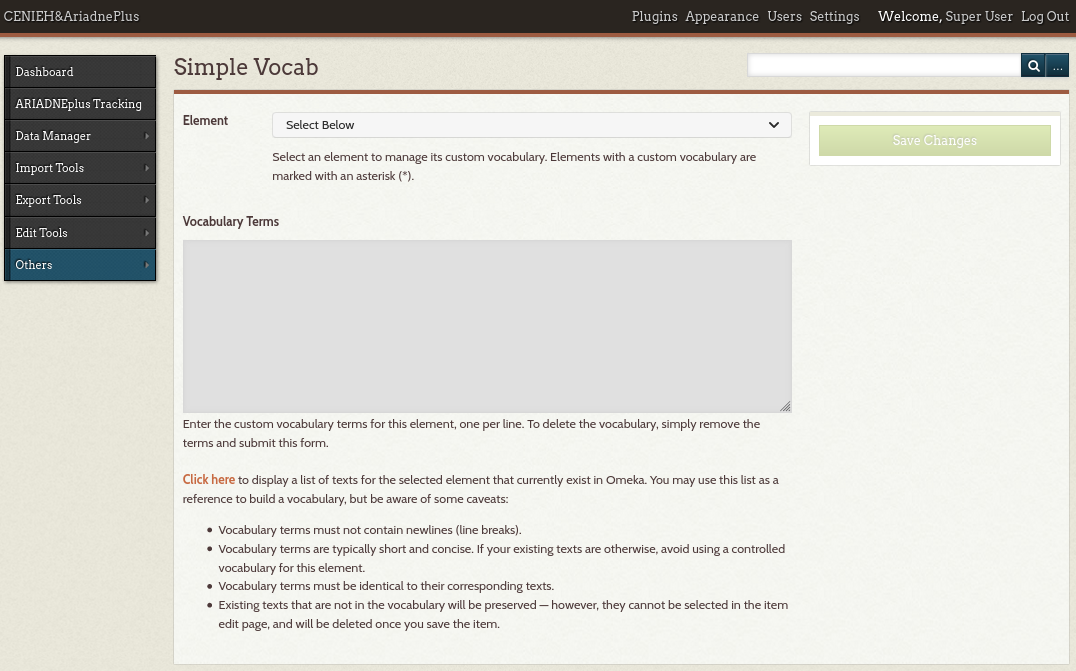 CENIEH&AriadnePlus
Plugins Appearance Users Settings Welcome, Super User Log Out
Dashboard
ARIADNEplus Tracking
Data Manager
Import Tools
Export Tools
Edit Tools
Others
Simple Vocab
...
Element
Select Below
Select an element to manage its custom vocabulary. Elements with a custom vocabulary are
marked with an asterisk (*).
Save Changes
Vocabulary Terms
Enter the custom vocabulary terms for this element, one per line. To delete the vocabulary, simply remove the
terms and submit this form.
Click here to display a list of texts for the selected element that currently exist in Omeka. You may use this list as a
reference to build a vocabulary, but be aware of some caveats:
• Vocabulary terms must not contain newlines (line breaks).
• Vocabulary terms are typically short and concise. If your existing texts are otherwise, avoid using a controlled
vocabulary for this element.
• Vocabulary terms must be identical to their corresponding texts.
• Existing texts that are not in the vocabulary will be preserved — however, they cannot be selected in the item
edit page, and will be deleted once you save the item.